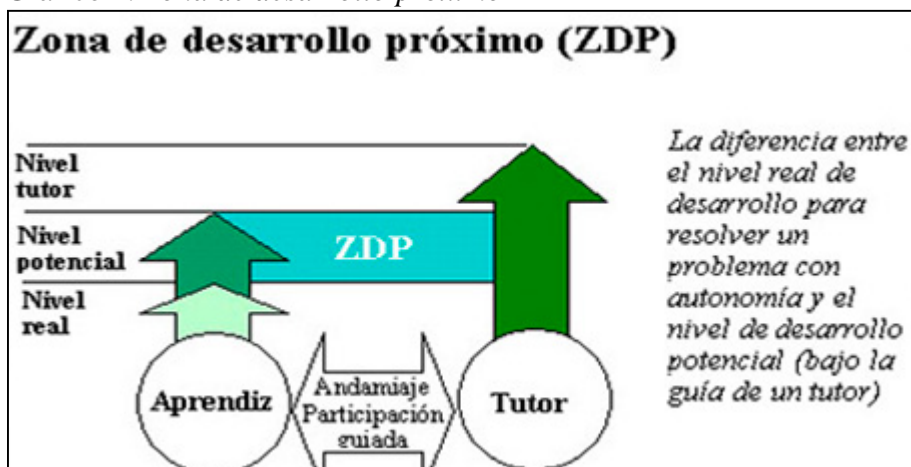 Zona de desarrollo próximo (ZDP)
Nivel
tutor
Nivel
potencial
Nivel
real
ZDP
Aprendiz
Andamiaje
Participación
guiada
Tutor
La diferencia entre
el nivel real de
desarrollo para
resolver un
problema con
autonomía y el
nivel de desarrollo
potencial (bajo la
guía de un tutor)